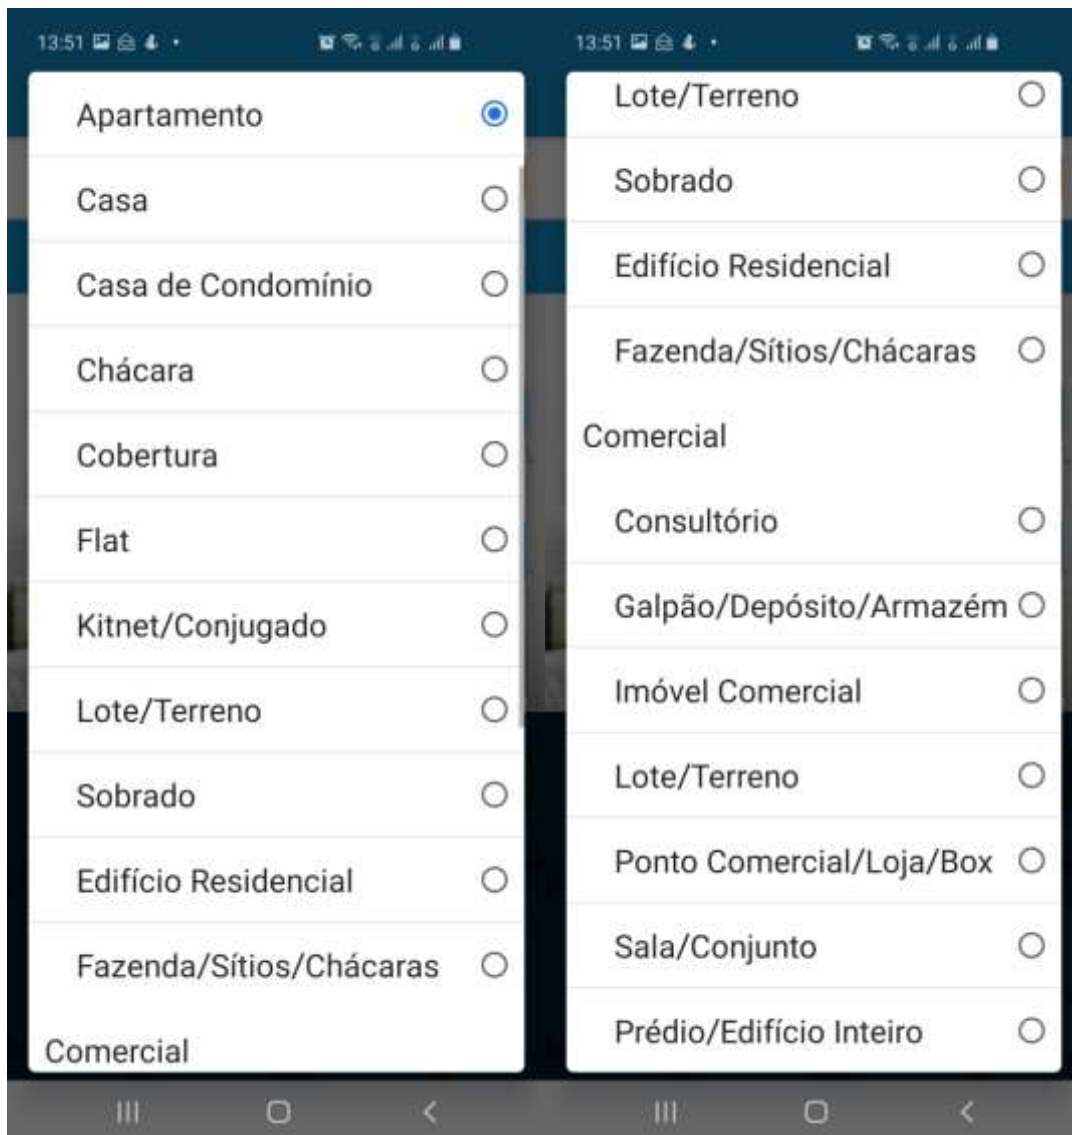 13:51
Apartamento
Casa
Casa de Condomínio
Chácara
Cobertura
Flat
Kitnet/Conjugado
Lote/Terreno
Sobrado
Edifício Residencial
Fazenda/Sítios/Chácaras
Comercial
13:51
Lote/Terreno
Sobrado
Edifício Residencial
Fazenda/Sítios/Chácaras
Comercial
Consultório
Galpão/Depósito/Armazém
Imóvel Comercial
Lote/Terreno
Ponto Comercial/Loja/Box
Sala/Conjunto
Prédio/Edifício Inteiro